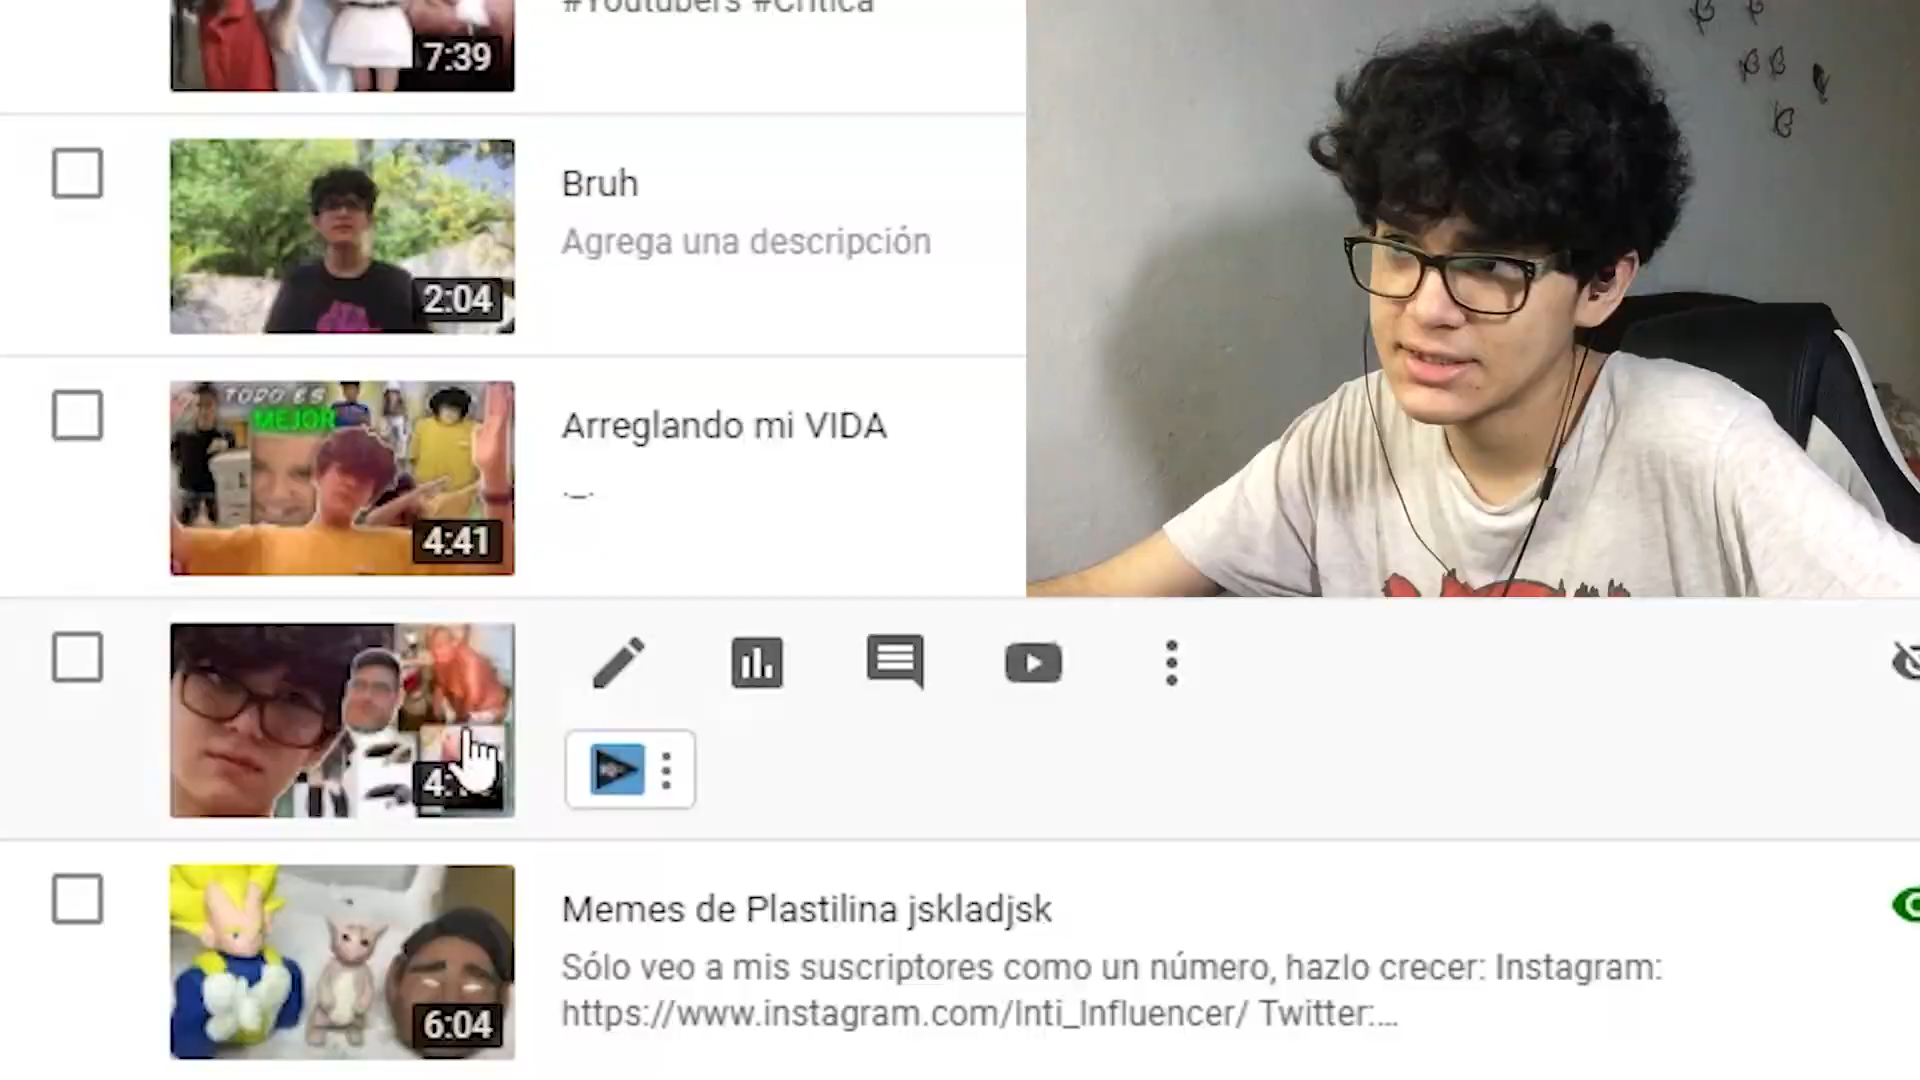 #Youtubers #Crítica
7:39
Bruh
Agrega una descripción
2:04
TODO ES
MEJOR
Arreglando mi VIDA
._.
4:41
Memes de Plastilina jskladjsk
Sólo veo a mis suscriptores como un número, hazlo crecer: Instagram:
https://www.instagram.com/Inti_Influencer/ Twitter:...
6:04